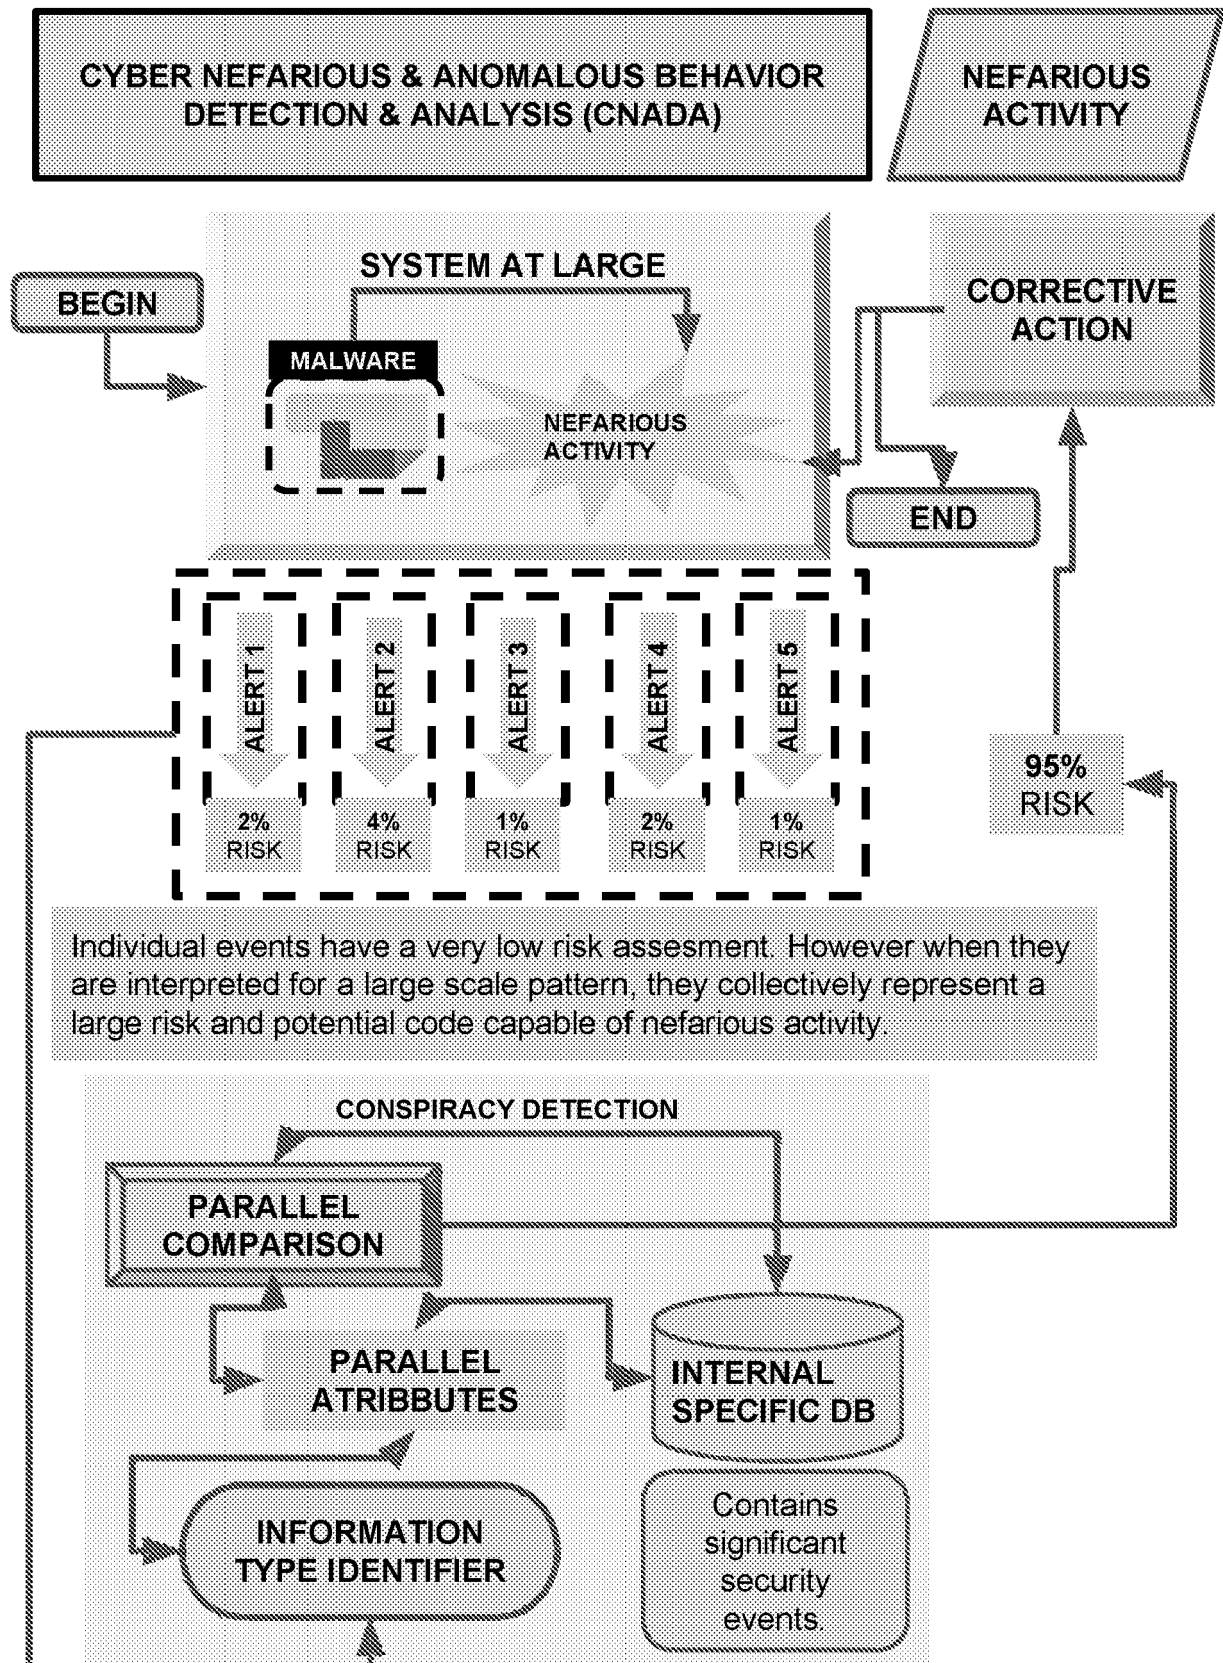 CYBER NEFARIOUS & ANOMALOUS BEHAVIOR
DETECTION & ANALYSIS (CNADA)
NEFARIOUS
ACTIVITY
SYSTEM AT LARGE
BEGIN
CORRECTIVE
ACTION
MALWARE
NEFARIOUS
ACTIVITY
END
ALERT 1
ALERT 2
ALERT 3
ALERT 4
ALERT 5
2%
RISK
4%
RISK
1%
RISK
2%
RISK
1%
RISK
95%
RISK
Individual events have a very low risk assesment. However when they
are interpreted for a large scale pattern, they collectively represent a
large risk and potential code capable of nefarious activity.
CONSPIRACY DETECTION
PARALLEL
COMPARISON
PARALLEL
ATRIBBUTES
INTERNAL
SPECIFIC DB
INFORMATION
TYPE IDENTIFIER
Contains
significant
security
events.